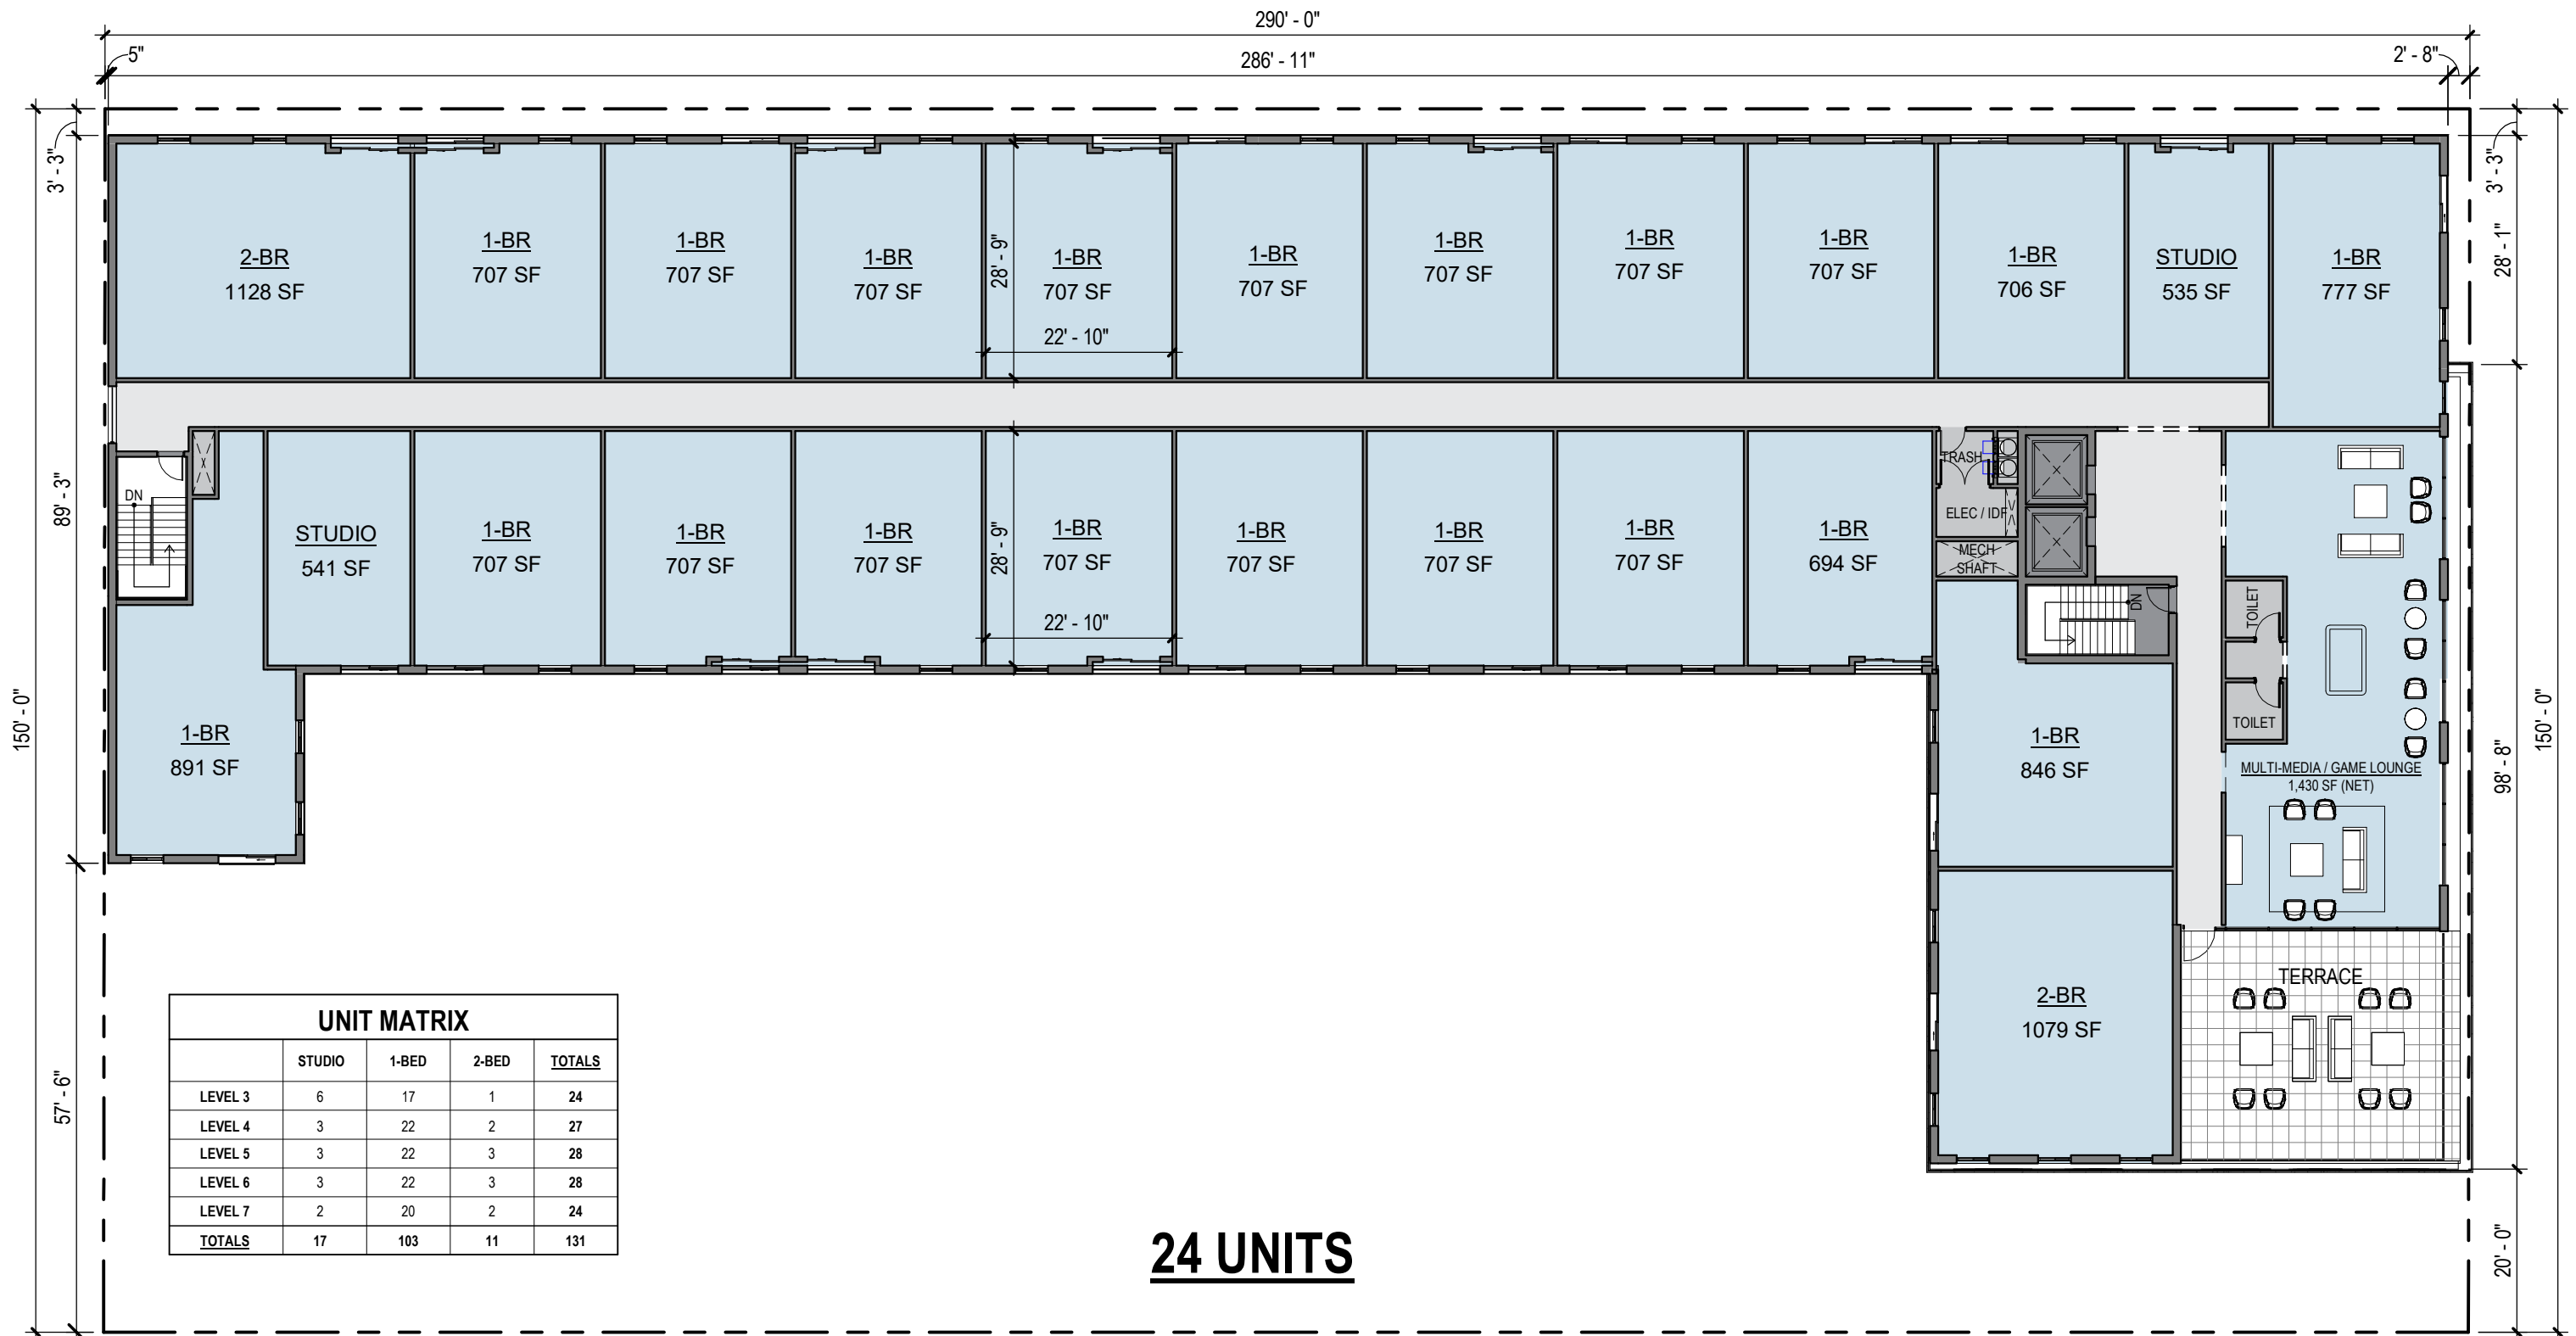 290' - 0"
5"
286' - 11"
2' - 8"
3' - 3"
3' - 3"
28' - 1"
2-BR
1128 SF
1-BR
707 SF
1-BR
707 SF
1-BR
707 SF
28' - 9"
1-BR
707 SF
22' - 10"
1-BR
707 SF
1-BR
707 SF
1-BR
707 SF
1-BR
707 SF
1-BR
706 SF
STUDIO
535 SF
1-BR
777 SF
89' - 3"
150' - 0"
DN
STUDIO
541 SF
1-BR
707 SF
1-BR
707 SF
1-BR
707 SF
28' - 9"
1-BR
707 SF
22' - 10"
1-BR
707 SF
1-BR
707 SF
1-BR
707 SF
1-BR
694 SF
TRASH
ELEC / IDF
MECH
SHAFT
DN
TOILET
TOILET
1-BR
891 SF
1-BR
846 SF
MULTI-MEDIA / GAME LOUNGE
1,430 SF (NET)
98' - 8"
150' - 0"
2-BR
1079 SF
TERRACE
57' - 6"
20' - 0"
UNIT MATRIX
STUDIO 1-BED 2-BED TOTALS
LEVEL 3 6 17 1 24
LEVEL 4 3 22 2 27
LEVEL 5 3 22 3 28
LEVEL 6 3 22 3 28
LEVEL 7 2 20 2 24
TOTALS 17 103 11 131
24 UNITS